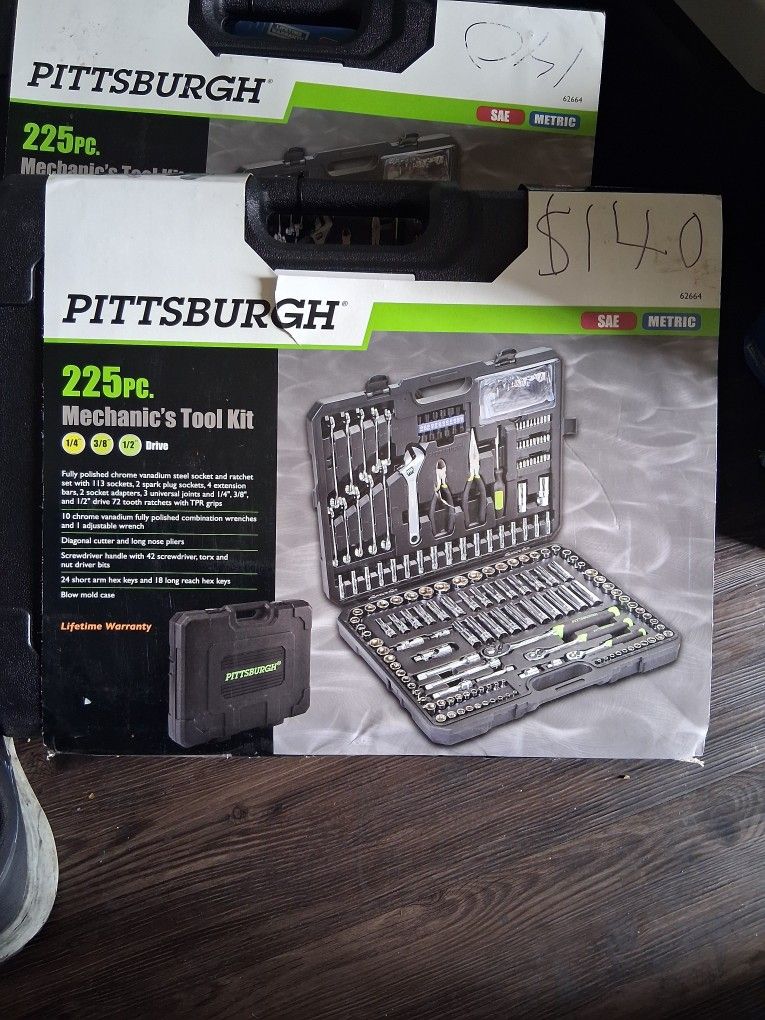 PITTSBURGH®
62664
SAE METRIC
225PC.
Mechanic's Tool Kit
$140
PITTSBURGH®
62664
SAE METRIC
225PC.
Mechanic's Tool Kit
1/4" 3/8" 1/2" Drive
Fully polished chrome vanadium steel socket and ratchet
set with 113 sockets, 2 spark plug sockets, 4 extension
bars, 2 socket adapters, 3 universal joints and 1/4", 3/8",
and 1/2" drive 72 tooth ratchets with TPR grips
10 chrome vanadium fully polished combination wrenches
and 1 adjustable wrench
Diagonal cutter and long nose pliers
Screwdriver handle with 42 screwdriver, torx and
nut driver bits
24 short arm hex keys and 18 long reach hex keys
Blow mold case
Lifetime Warranty
PITTSBURGH®